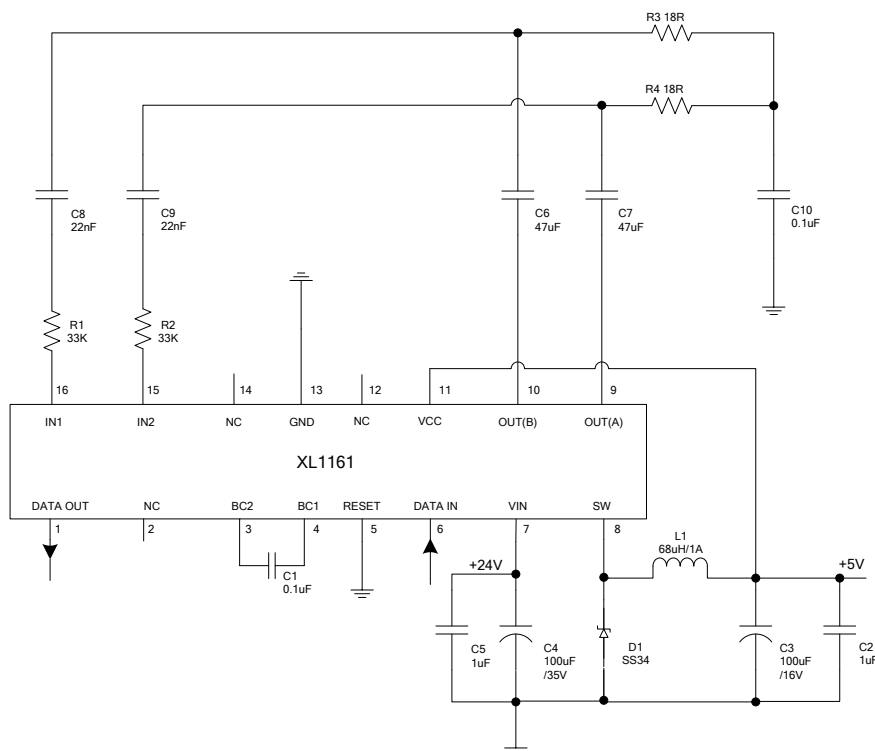 R3 18R
R4 18R
C8
22nF
C9
22nF
C6
47uF
C7
47uF
C10
0.1uF
R1
33K
R2
33K
16
15
14
13
12
11
10
9
IN1
IN2
NC
GND
NC
VCC
OUT(B)
OUT(A)
XL1161
DATA OUT
NC
BC2
BC1
RESET
DATA IN
VIN
SW
1
2
3
4
5
6
7
8
C1
0.1uF
L1
68uH/1A
+24V
+5V
C5
1uF
C4
100uF
/35V
D1
SS34
C3
100uF
/16V
C2
1uF